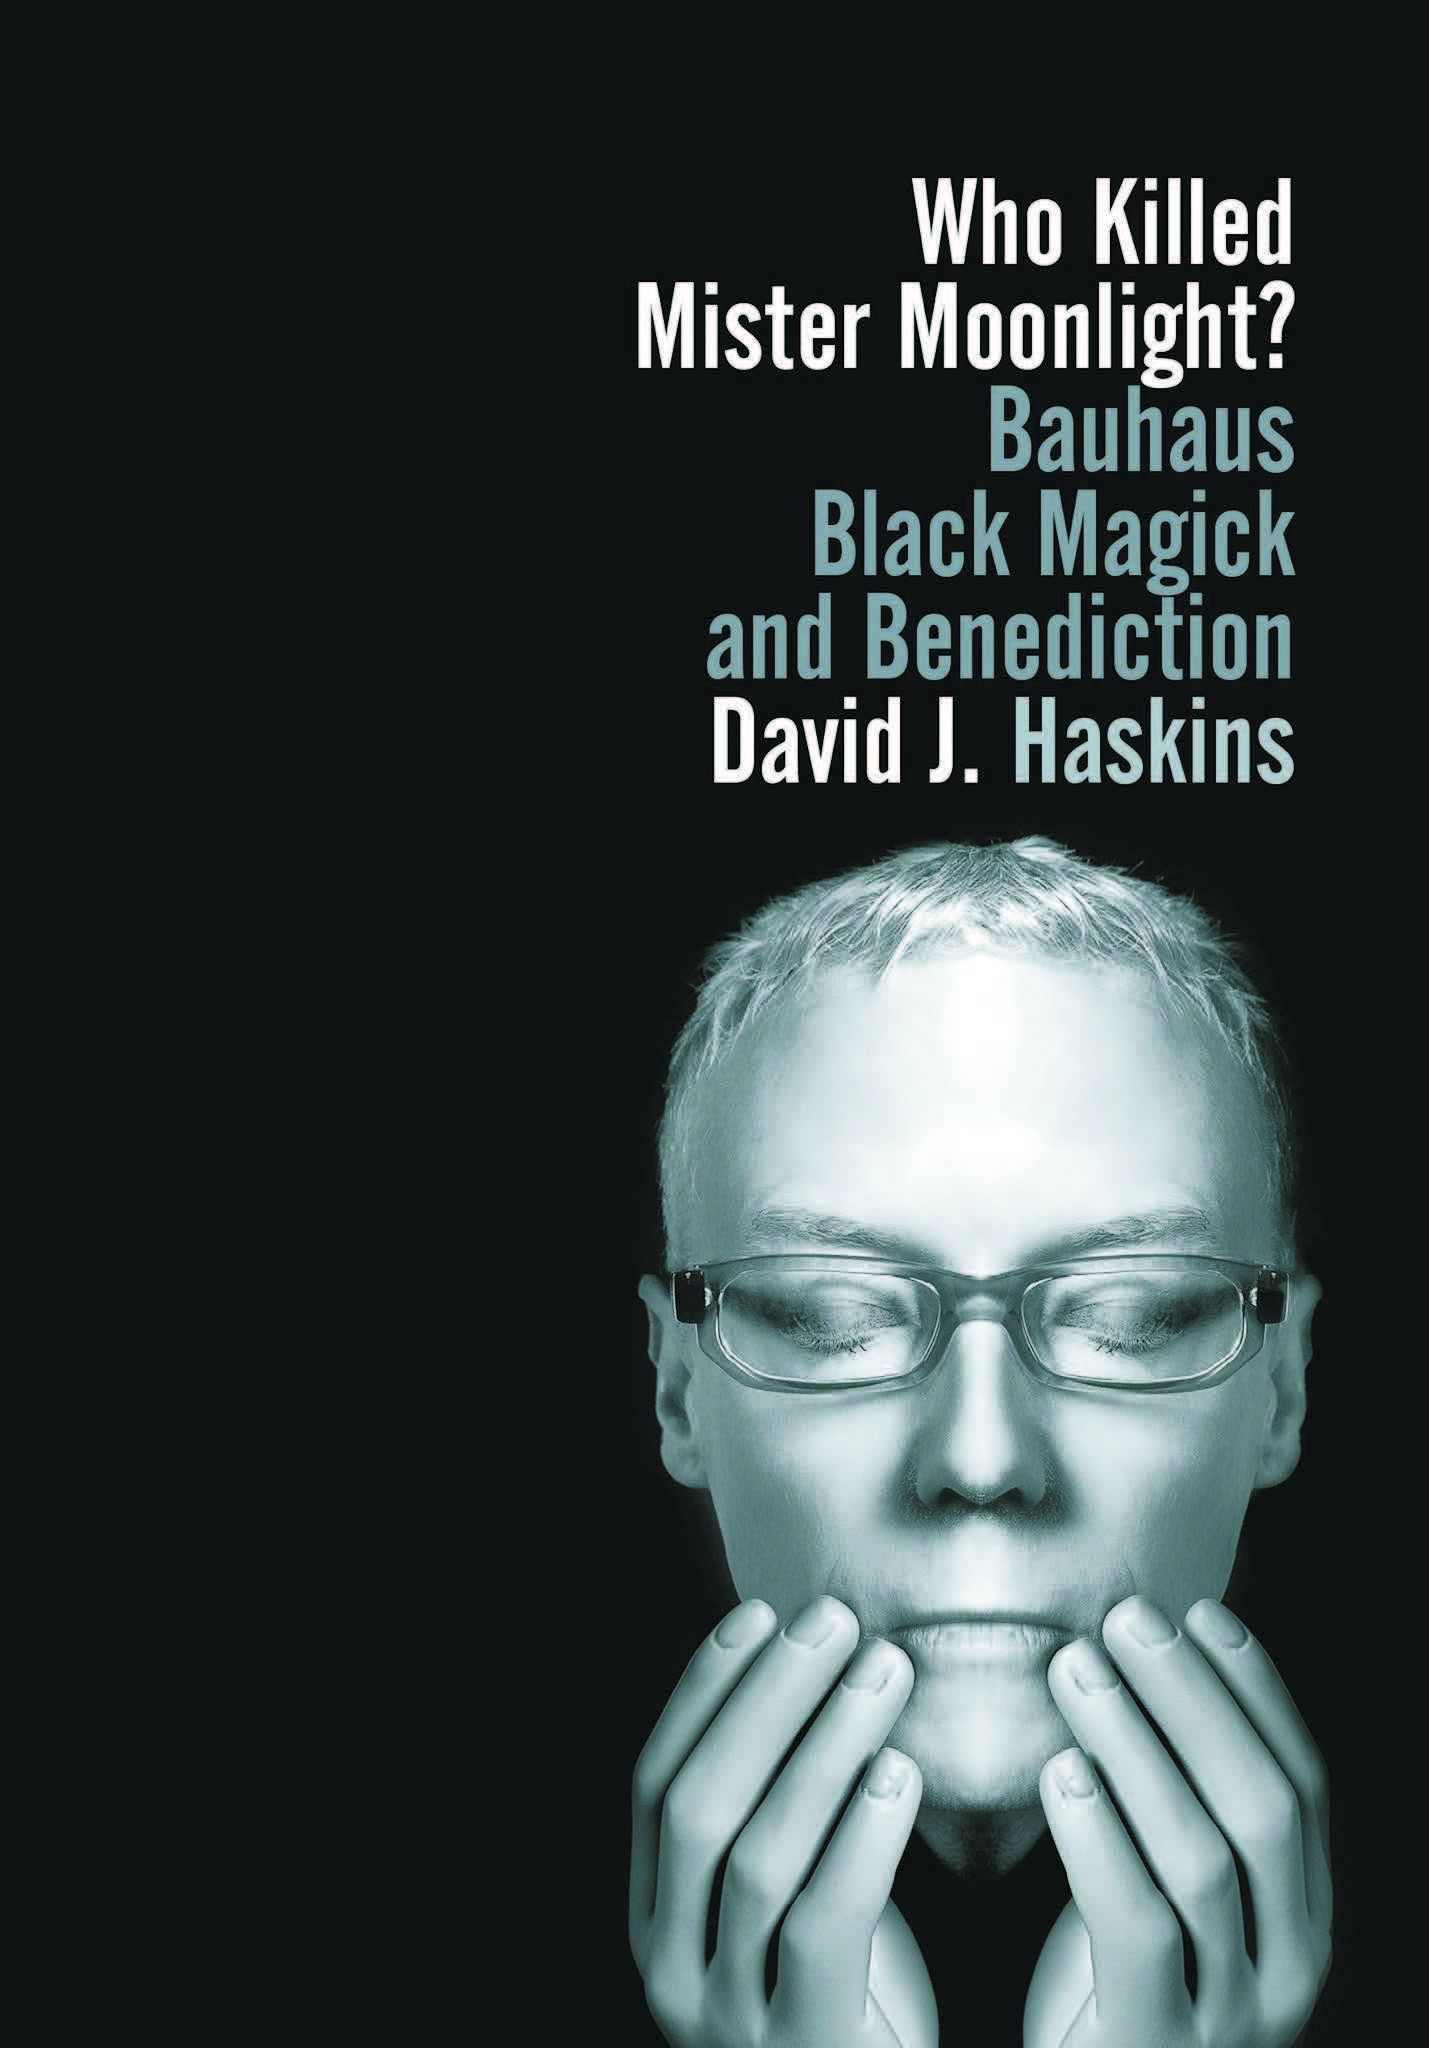 Who Killed
Mister Moonlight?
Bauhaus
Black Magick
and Benediction
David J. Haskins